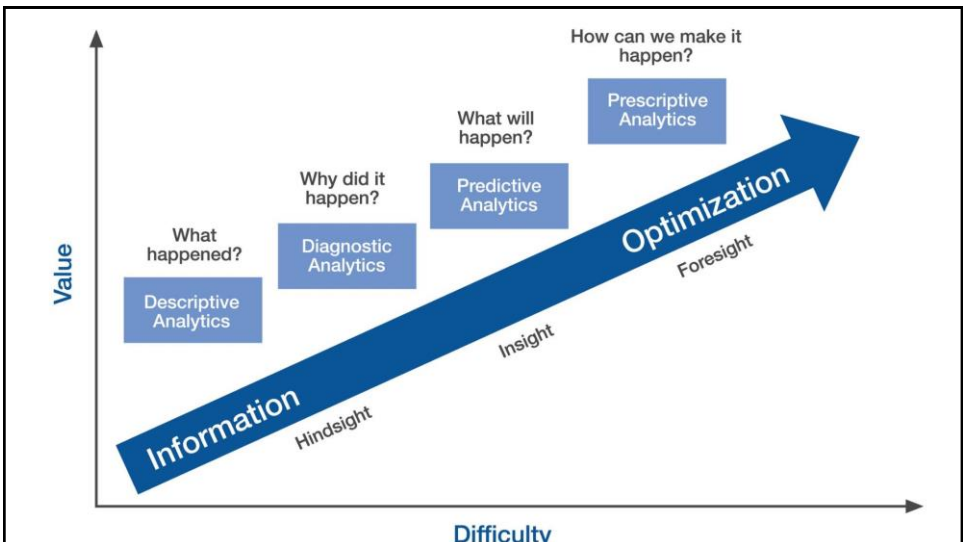 How can we make it
happen?
Prescriptive
Analytics
What will
happen?
Predictive
Analytics
Why did it
happen?
Diagnostic
Analytics
What
happened?
Descriptive
Analytics
Value
Information
Optimization
Hindsight
Insight
Foresight
Difficulty